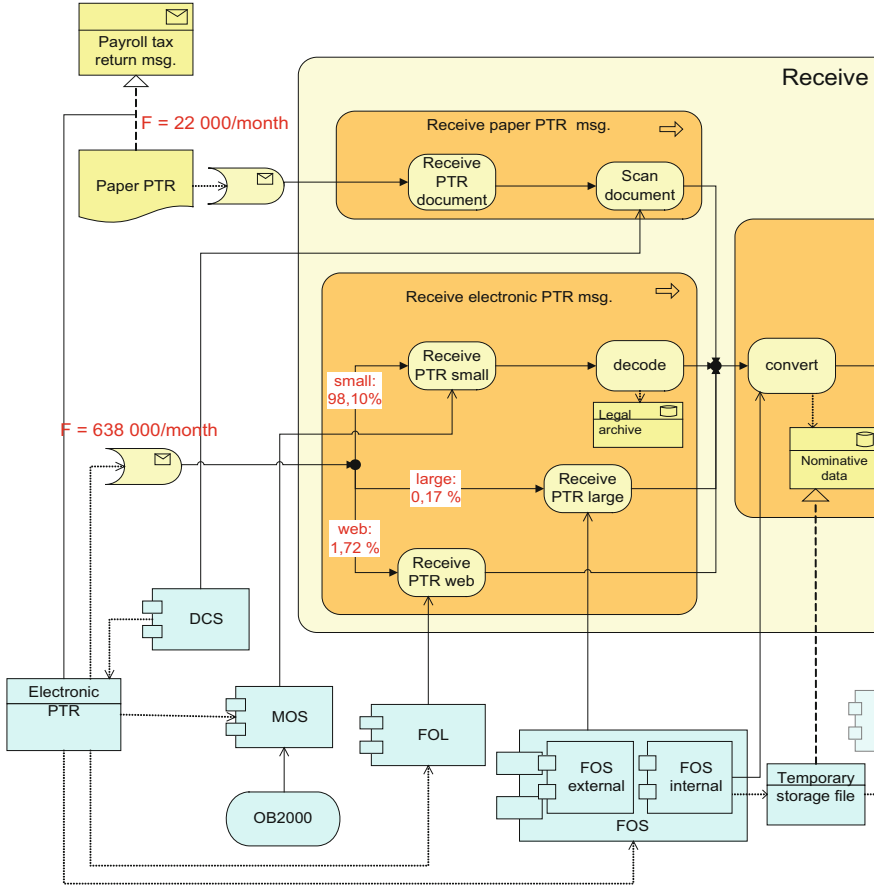 Payroll tax
return msg.
Receive
F = 22 000/month
Receive paper PTR msg.
Paper PTR
Receive
PTR
document
Scan
document
Receive electronic PTR msg.
small:
98,10%
Receive
PTR small
decode
convert
Legal
archive
F = 638 000/month
Nominative
data
large:
0,17 %
Receive
PTR large
web:
1,72 %
Receive
PTR web
DCS
Electronic
PTR
MOS
FOL
FOS
external
FOS
internal
FOS
Temporary
storage file
OB2000